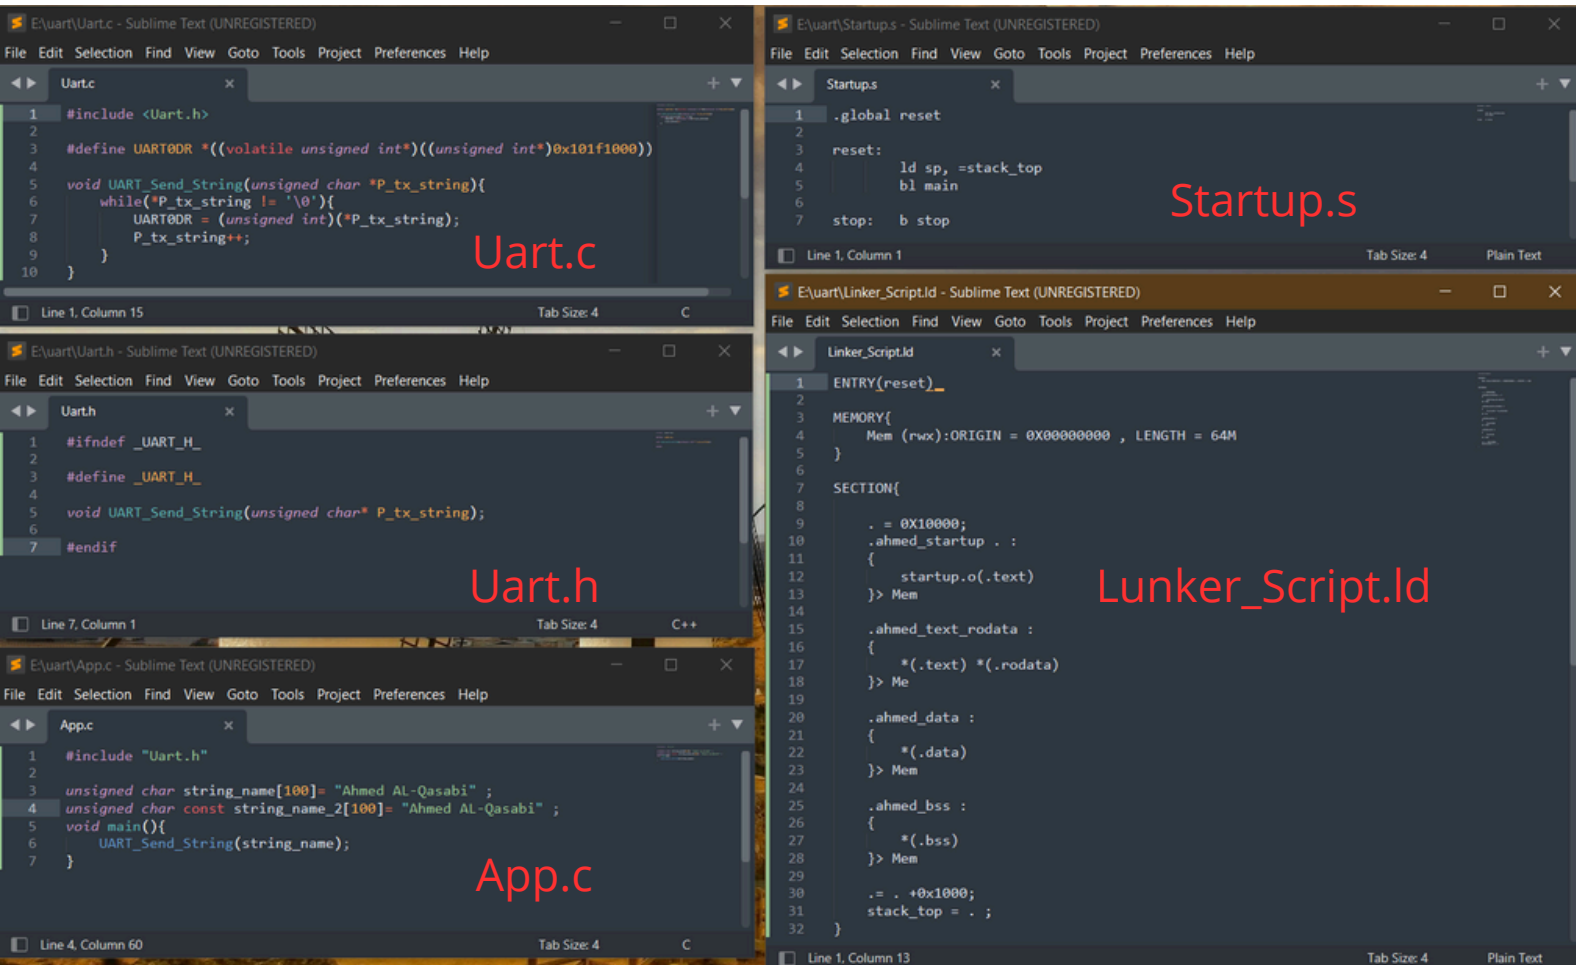 E:\uart\Uart.c - Sublime Text (UNREGISTERED)
File Edit Selection Find View Goto Tools Project Preferences Help
Uart.c
1 #include <Uart.h>
2
3 #define UART0DR *((volatile unsigned int*)((unsigned int*)0x101f1000))
4
5 void UART_Send_String(unsigned char *P_tx_string){
6 while(*P_tx_string != '\0'){
7 UART0DR = (unsigned int)(*P_tx_string);
8 P_tx_string++;
9 }
10 }
Uart.c
Line 1, Column 15 Tab Size: 4 C
E:\uart\Uart.h - Sublime Text (UNREGISTERED)
File Edit Selection Find View Goto Tools Project Preferences Help
Uart.h
1 #ifndef _UART_H_
2
3 #define _UART_H_
4
5 void UART_Send_String(unsigned char* P_tx_string);
6
7 #endif
Uart.h
Line 7, Column 1 Tab Size: 4 C++
E:\uart\App.c - Sublime Text (UNREGISTERED)
File Edit Selection Find View Goto Tools Project Preferences Help
App.c
1 #include "Uart.h"
2
3 unsigned char string_name[100]= "Ahmed AL-Qasabi" ;
4 unsigned char const string_name_2[100]= "Ahmed AL-Qasabi" ;
5 void main(){
6 UART_Send_String(string_name);
7 }
App.c
Line 4, Column 60 Tab Size: 4 C
E:\uart\Startup.s - Sublime Text (UNREGISTERED)
File Edit Selection Find View Goto Tools Project Preferences Help
Startup.s
1 .global reset
2
3 reset:
4 ld sp, =stack_top
5 bl main
6
7 stop: b stop
Startup.s
Line 1, Column 1 Tab Size: 4 Plain Text
E:\uart\Linker_Script.ld - Sublime Text (UNREGISTERED)
File Edit Selection Find View Goto Tools Project Preferences Help
Linker_Script.ld
1 ENTRY(reset)
2
3 MEMORY{
4 Mem (rwx):ORIGIN = 0X00000000 , LENGTH = 64M
5 }
6
7 SECTION{
8
9 . = 0X10000;
10 .ahmed_startup . :
11 {
12 startup.o(.text)
13 }> Mem
14
15 .ahmed_text_rodata :
16 {
17 *(.text) *(.rodata)
18 }> Me
19
20 .ahmed_data :
21 {
22 *(.data)
23 }> Mem
24
25 .ahmed_bss :
26 {
27 *(.bss)
28 }> Mem
29
30 .= . +0x1000;
31 stack_top = . ;
32 }
Lunker_Script.ld
Line 1, Column 13 Tab Size: 4 Plain Text